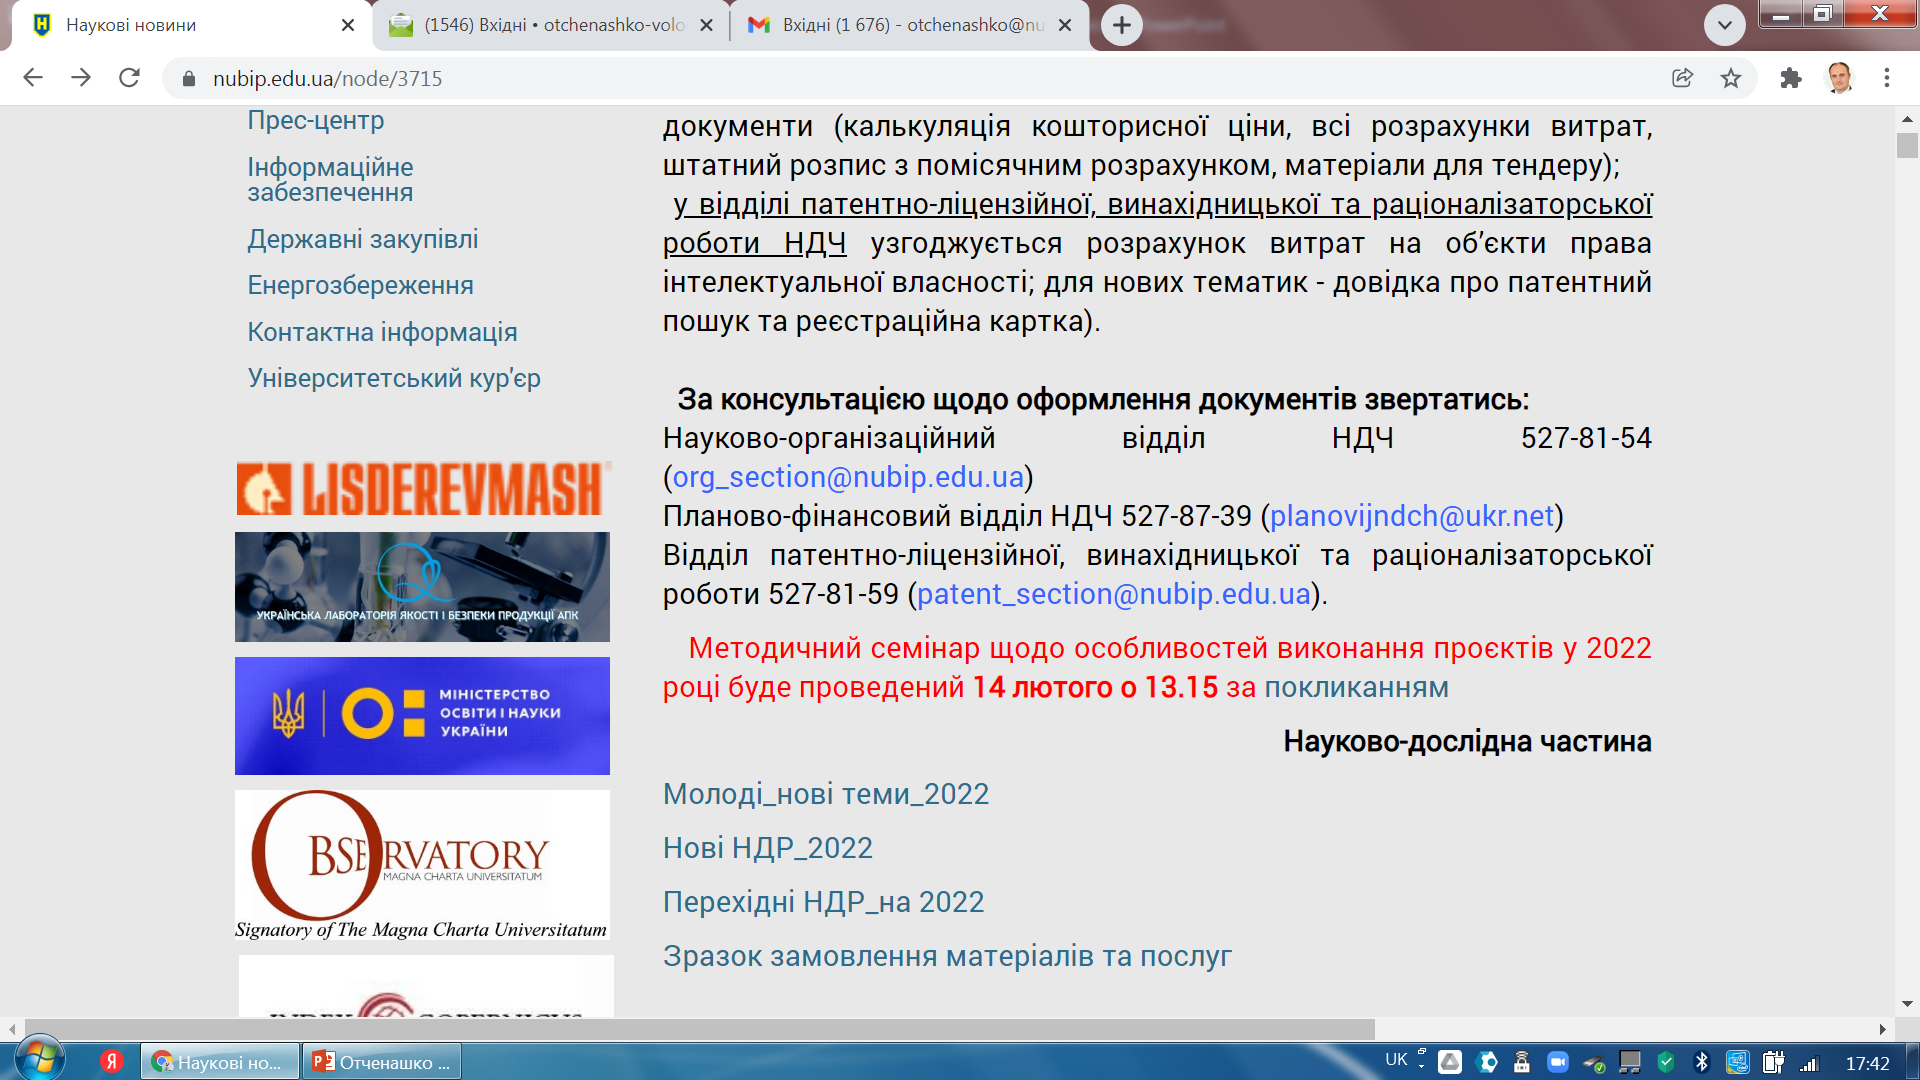 Наукові новини
(1546) Вхідні • otchenashko-volo
Вхідні (1 676) - otchenashko@nu
nubip.edu.ua/node/3715
Прес-центр
Інформаційне
забезпечення
Державні закупівлі
Енергозбереження
Контактна інформація
Університетський кур'єр
LISDEREVMASH
УКРАЇНСЬКА ЛАБОРАТОРІЯ ЯКОСТІ І БЕЗПЕКИ ПРОДУКЦІЇ АПК
МІНІСТЕРСТВО
ОСВІТИ І НАУКИ
УКРАЇНИ
OBSERVATORY
MAGNA CHARTA UNIVERSITATUM
Signatory of The Magna Charta Universitatum
документи (калькуляція кошторисної ціни, всі розрахунки витрат,
штатний розпис з помісячним розрахунком, матеріали для тендеру);
у відділі патентно-ліцензійної, винахідницької та раціоналізаторської
роботи НДЧ узгоджується розрахунок витрат на об’єкти права
інтелектуальної власності; для нових тематик - довідка про патентний
пошук та реєстраційна картка).
За консультацією щодо оформлення документів звертатись:
Науково-організаційний відділ НДЧ 527-81-54
(org_section@nubip.edu.ua)
Планово-фінансовий відділ НДЧ 527-87-39 (planovijndch@ukr.net)
Відділ патентно-ліцензійної, винахідницької та раціоналізаторської
роботи 527-81-59 (patent_section@nubip.edu.ua).
Методичний семінар щодо особливостей виконання проєктів у 2022
році буде проведений 14 лютого о 13.15 за покликанням
Науково-дослідна частина
Молоді_нові теми_2022
Нові НДР_2022
Перехідні НДР_на 2022
Зразок замовлення матеріалів та послуг
Наукові но...
Отченашко ...
UK
17:42